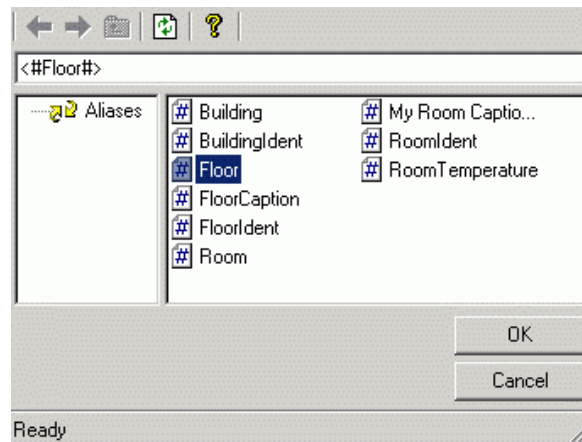 <#Floor#>
Aliases
Building
BuildingIdent
Floor
FloorCaption
FloorIdent
Room
My Room Captio...
RoomIdent
RoomTemperature
OK
Cancel
Ready